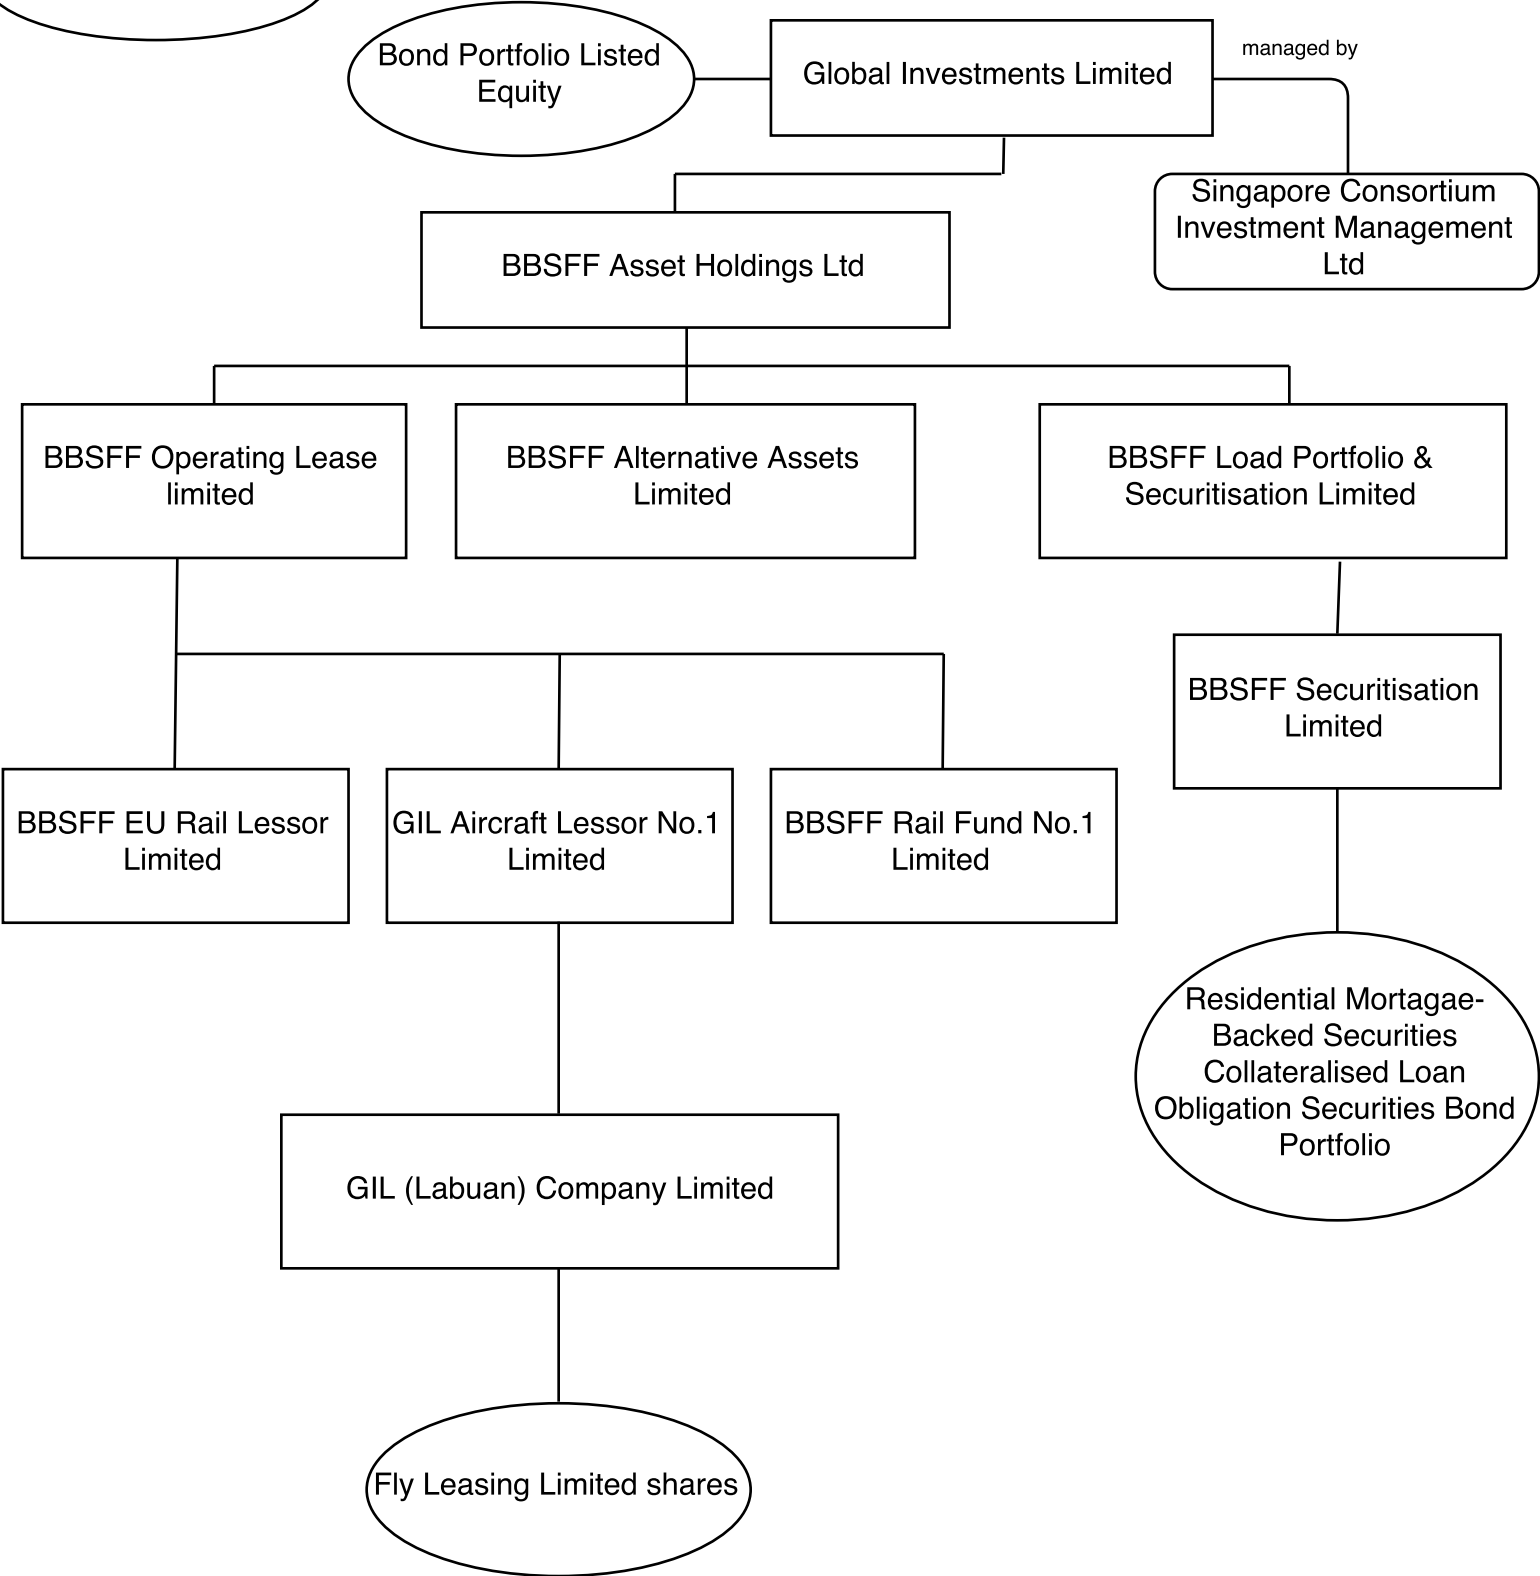 Bond Portfolio Listed
Equity
Global Investments Limited
managed by
Singapore Consortium
Investment Management
Ltd
BBSFF Asset Holdings Ltd
BBSFF Operating Lease
limited
BBSFF Alternative Assets
Limited
BBSFF Load Portfolio &
Securitisation Limited
BBSFF Securitisation
Limited
BBSFF EU Rail Lessor
Limited
GIL Aircraft Lessor No.1
Limited
BBSFF Rail Fund No.1
Limited
Residential Mortagae-
Backed Securities
Collateralised Loan
Obligation Securities Bond
Portfolio
GIL (Labuan) Company Limited
Fly Leasing Limited shares